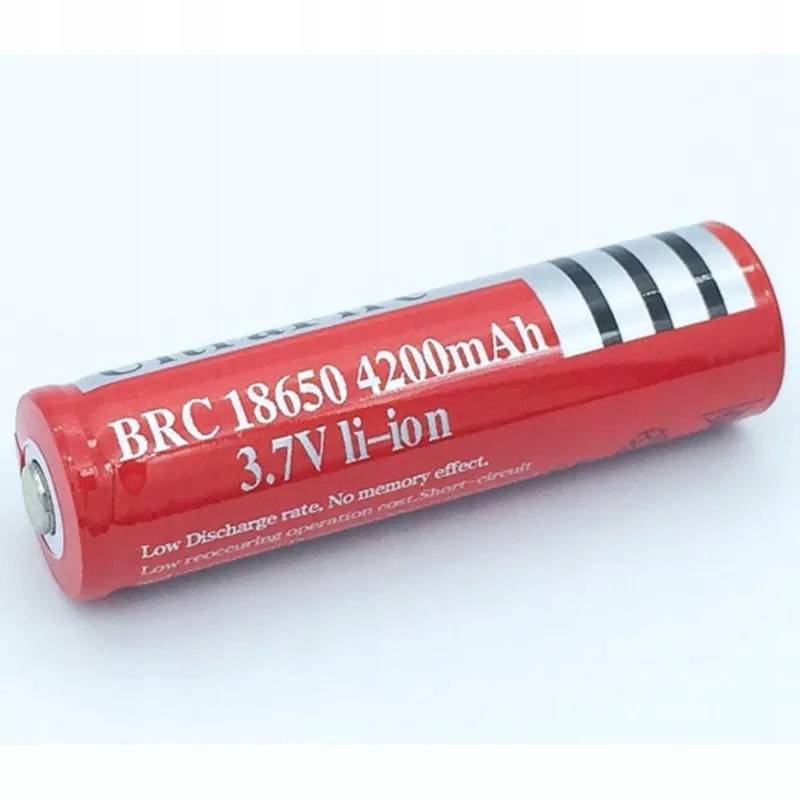 UltraFire
BRC 18650 4200mAh
3.7V li-ion
Low Discharge rate. No memory effect.
Low reoccuring operation cost.Short-circuit